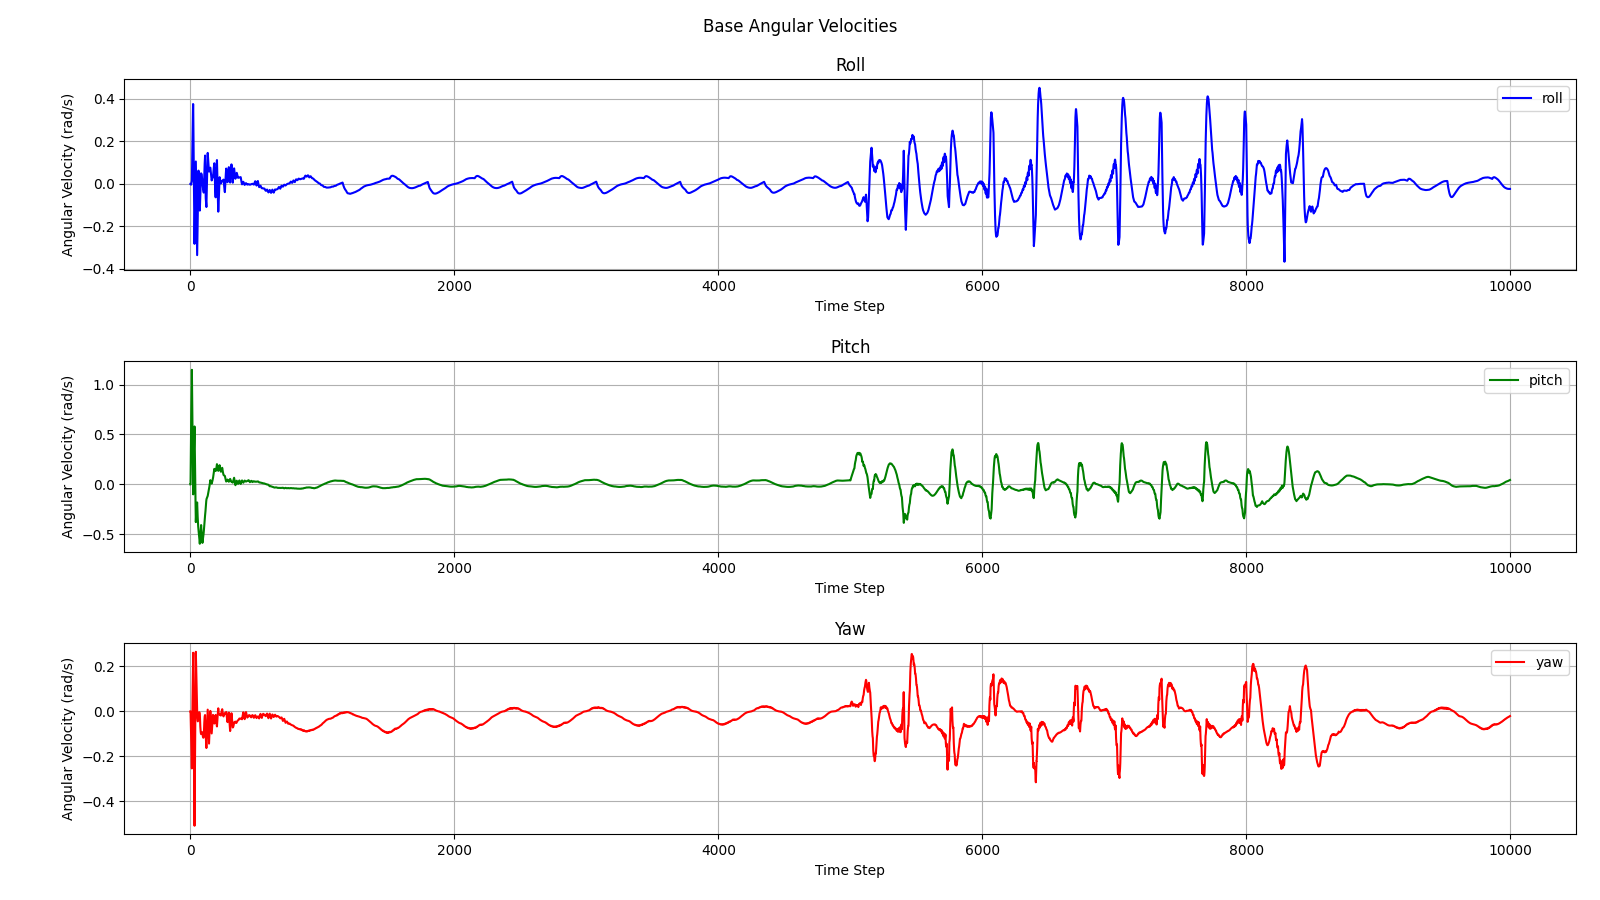 Base Angular Velocities
Roll
Angular Velocity (rad/s)
0.4
0.2
0.0
−0.2
−0.4
roll
0 2000 4000 6000 8000 10000
Time Step
Pitch
Angular Velocity (rad/s)
1.0
0.5
0.0
−0.5
pitch
0 2000 4000 6000 8000 10000
Time Step
Yaw
Angular Velocity (rad/s)
0.2
0.0
−0.2
−0.4
yaw
0 2000 4000 6000 8000 10000
Time Step